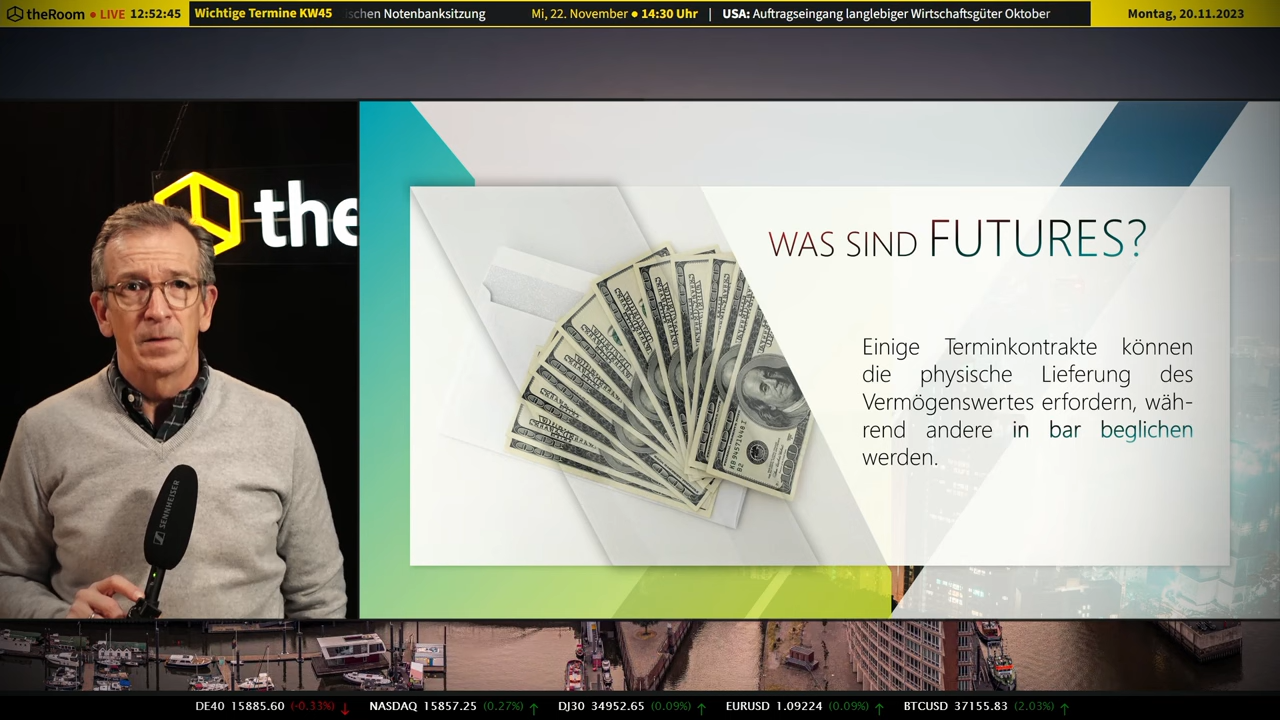 theRoom ● LIVE 12:52:45 Wichtige Termine KW45 ischen Notenbanksitzung Mi, 22. November ● 14:30 Uhr | USA: Auftragseingang langlebiger Wirtschaftsgüter Oktober Montag, 20.11.2023
the
WAS SIND FUTURES?
Einige Terminkontrakte können
die physische Lieferung des
Vermögenswertes erfordern, wäh-
rend andere in bar beglichen
werden.
SENNHEISER
DE40 15885.60 (-0.33%) ↓ NASDAQ 15857.25 (0.27%) ↑ DJ30 34952.65 (0.09%) ↑ EURUSD 1.09224 (0.09%) ↑ BTCUSD 37155.83 (2.03%) ↑